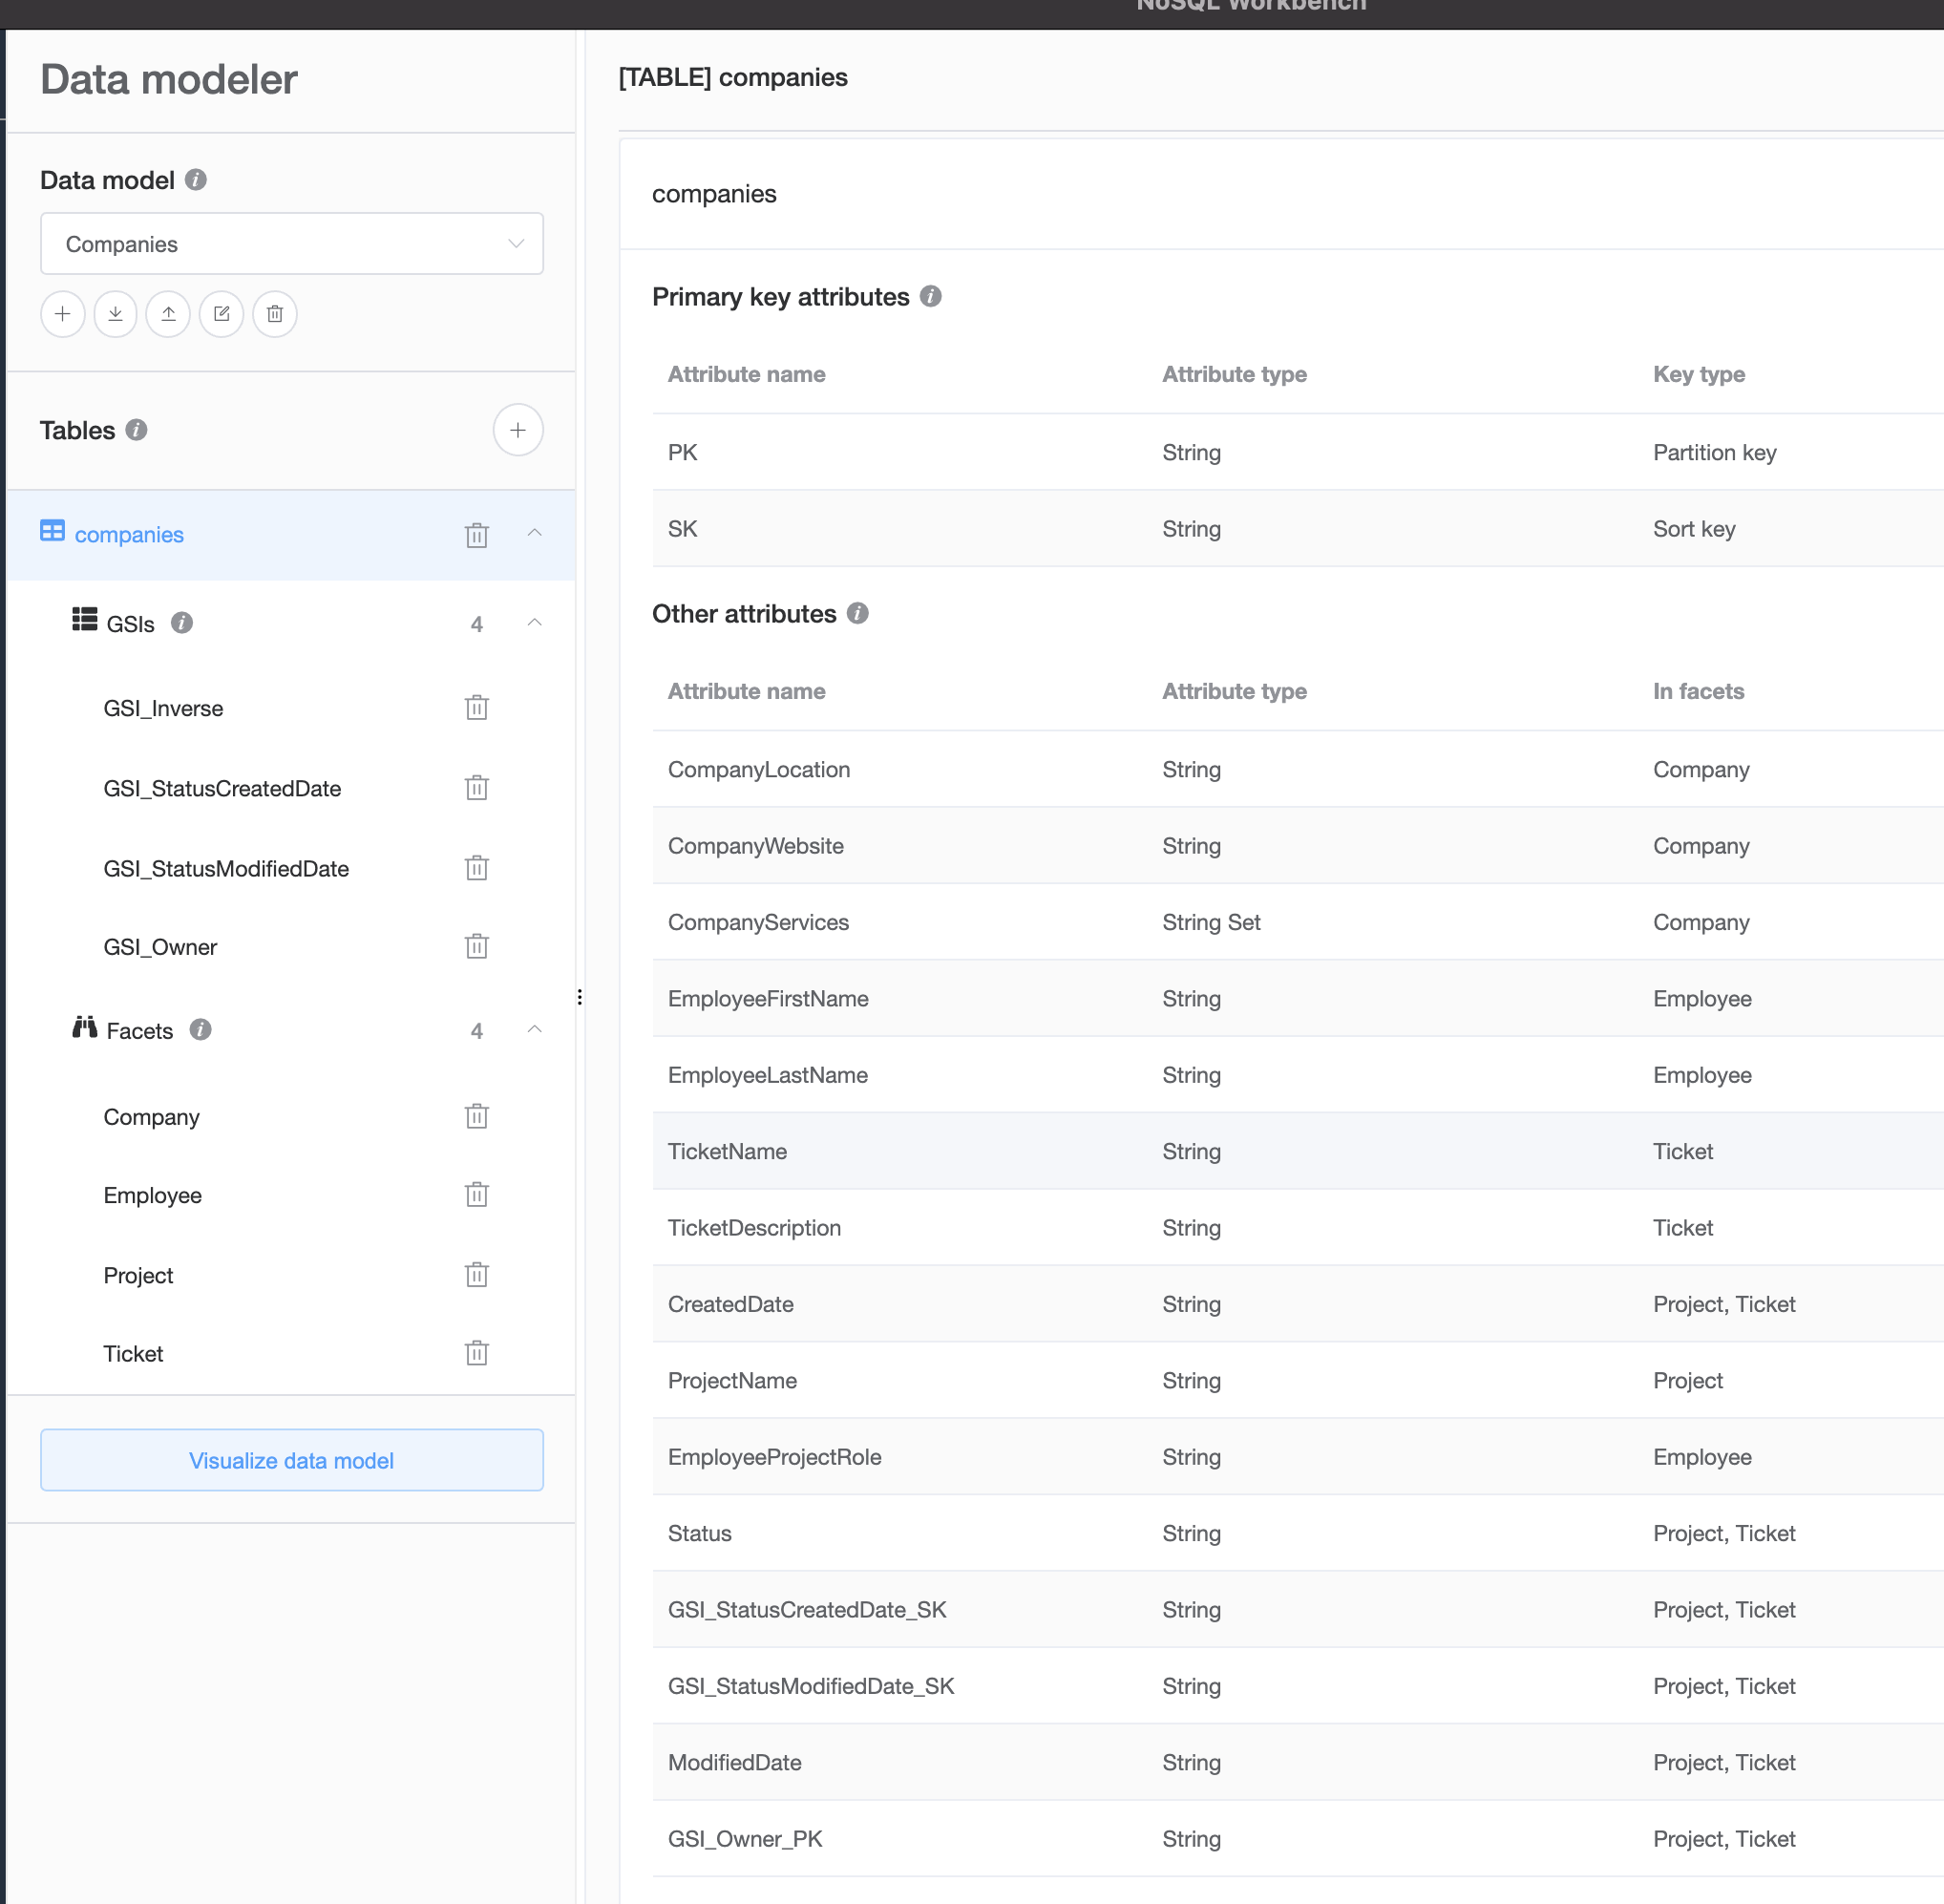 NoSQL Workbench
Data modeler
Data model
Companies
Tables
companies
GSIs 4
GSI_Inverse
GSI_StatusCreatedDate
GSI_StatusModifiedDate
GSI_Owner
Facets 4
Company
Employee
Project
Ticket
Visualize data model
[TABLE] companies
companies
Primary key attributes
Attribute name Attribute type Key type
PK String Partition key
SK String Sort key
Other attributes
Attribute name Attribute type In facets
CompanyLocation String Company
CompanyWebsite String Company
CompanyServices String Set Company
EmployeeFirstName String Employee
EmployeeLastName String Employee
TicketName String Ticket
TicketDescription String Ticket
CreatedDate String Project, Ticket
ProjectName String Project
EmployeeProjectRole String Employee
Status String Project, Ticket
GSI_StatusCreatedDate_SK String Project, Ticket
GSI_StatusModifiedDate_SK String Project, Ticket
ModifiedDate String Project, Ticket
GSI_Owner_PK String Project, Ticket